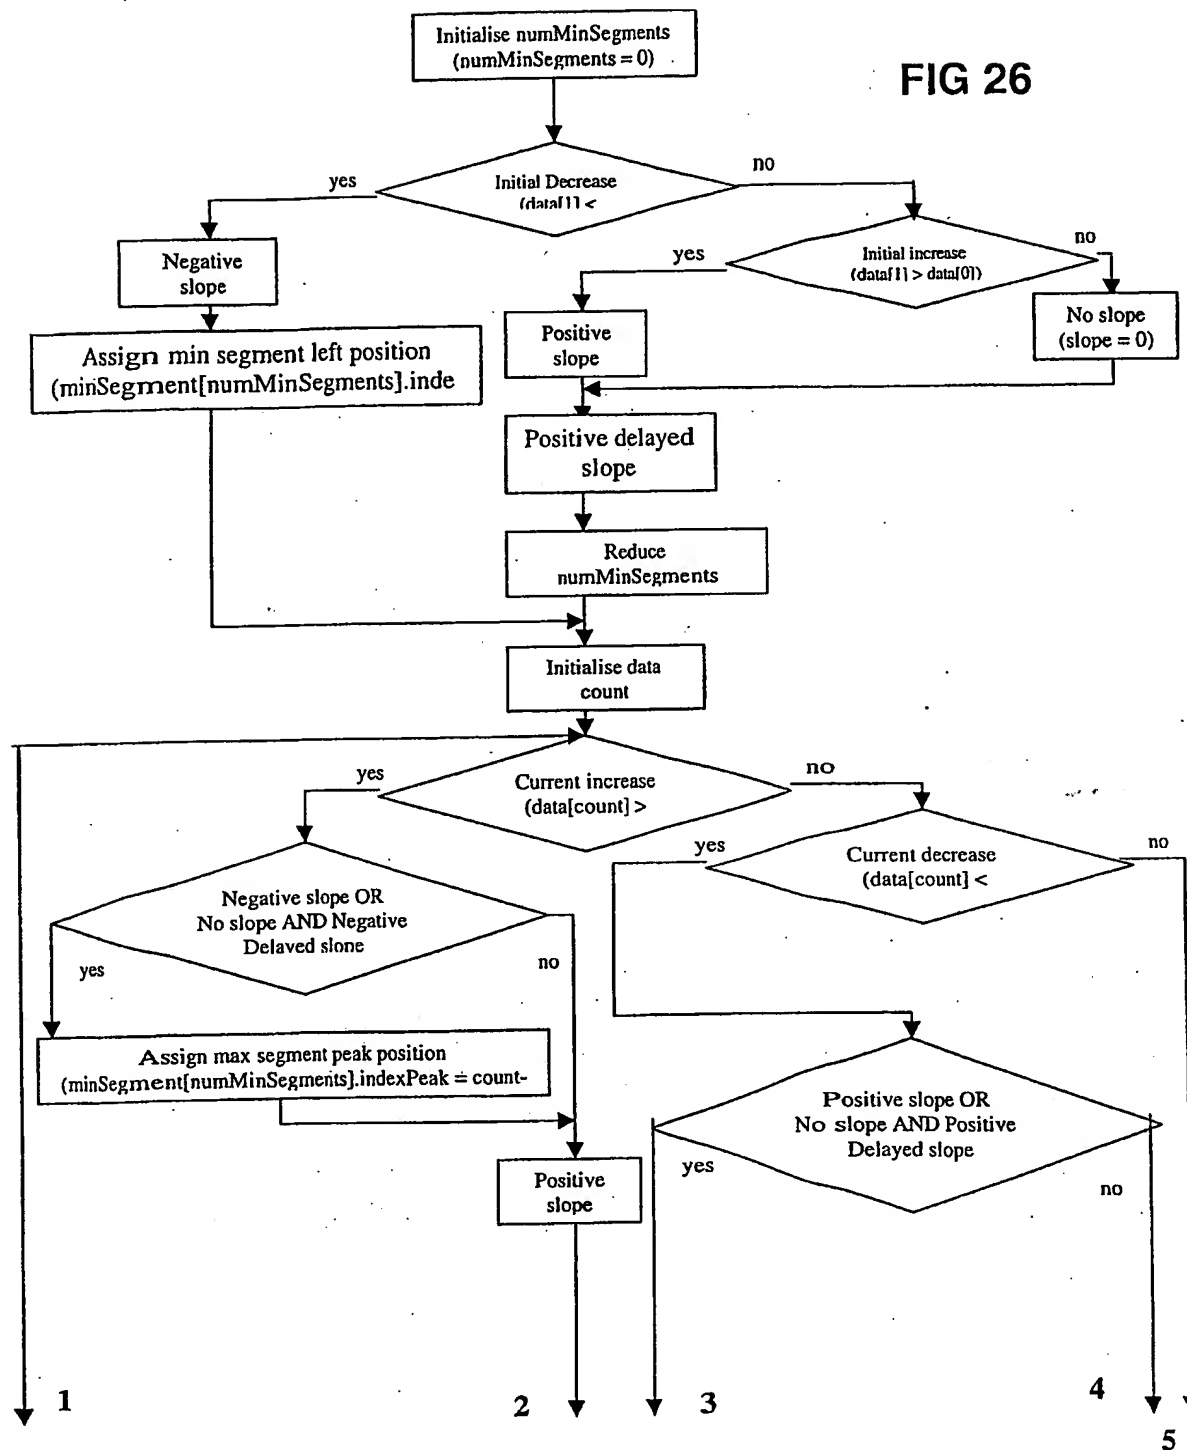 Initialise numMinSegments
(numMinSegments = 0)
FIG 26
Initial Decrease
(data[1] <
yes
no
Negative
slope
Initial increase
(data[1] > data[0])
yes
no
Assign min segment left position
(minSegment[numMinSegments].inde
Positive
slope
No slope
(slope = 0)
Positive delayed
slope
Reduce
numMinSegments
Initialise data
count
Current increase
(data[count] >
yes
no
Current decrease
(data[count] <
yes
no
Negative slope OR
No slope AND Negative
Delayed slope
yes
no
Assign max segment peak position
(minSegment[numMinSegments].indexPeak = count-
Positive slope OR
No slope AND Positive
Delayed slope
yes
no
Positive
slope
1
2
3
4
5